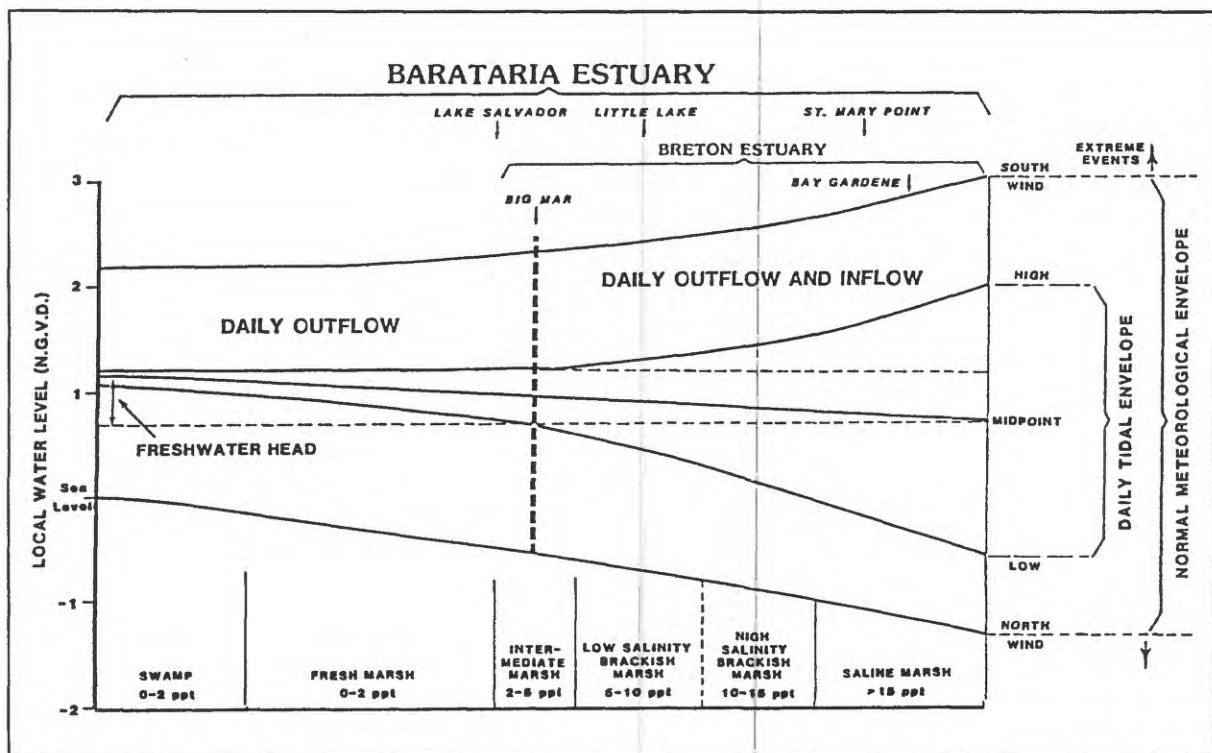 BARATARIA ESTUARY
LAKE SALVADOR
LITTLE LAKE
ST. MARY POINT
BRETON ESTUARY
BIG MAR
BAY GARDENE
EXTREME
EVENTS
SOUTH
WIND
3
2
1
Sea
Level
-1
-2
LOCAL WATER LEVEL (N.G.V.D.)
DAILY OUTFLOW
DAILY OUTFLOW AND INFLOW
HIGH
MIDPOINT
FRESHWATER HEAD
LOW
NORTH
WIND
DAILY TIDAL ENVELOPE
NORMAL METEOROLOGICAL ENVELOPE
SWAMP
0-2 ppt
FRESH MARSH
0-2 ppt
INTER-
MEDIATE
MARSH
2-5 ppt
LOW SALINITY
BRACKISH
MARSH
5-10 ppt
NIGH
SALINITY
BRACKISH
MARSH
10-15 ppt
SALINE MARSH
>15 ppt